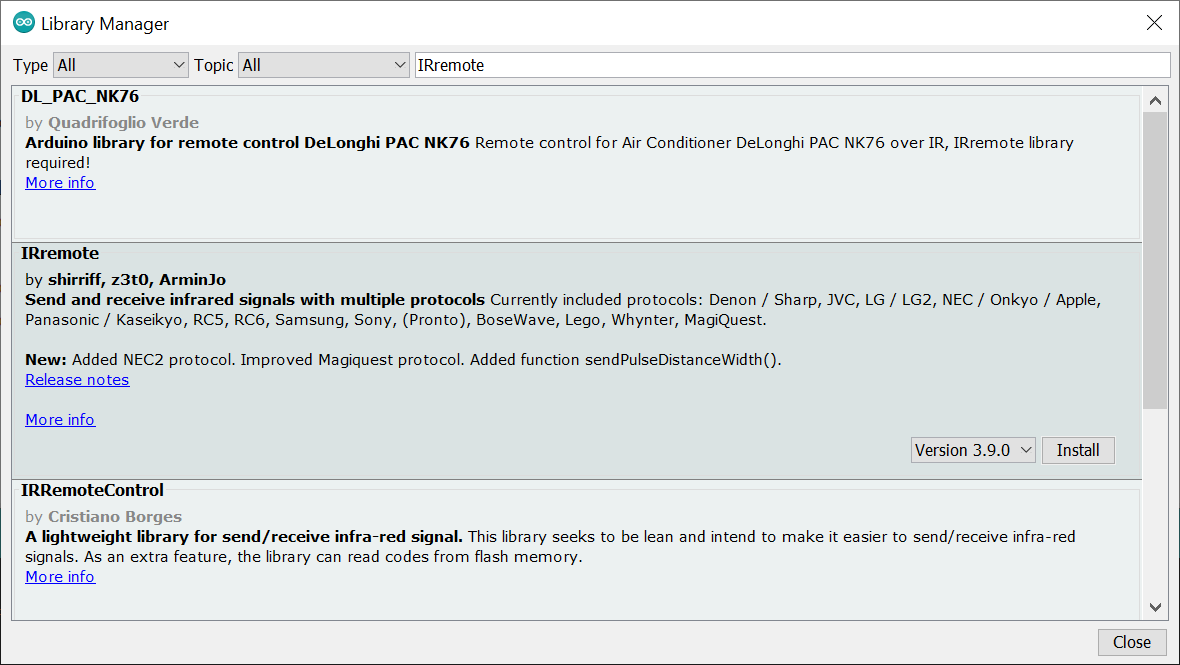 Library Manager
Type All Topic All IRremote
DL_PAC_NK76
by Quadrifoglio Verde
Arduino library for remote control DeLonghi PAC NK76 Remote control for Air Conditioner DeLonghi PAC NK76 over IR, IRremote library
required!
More info
IRremote
by shirriff, z3t0, ArminJo
Send and receive infrared signals with multiple protocols Currently included protocols: Denon / Sharp, JVC, LG / LG2, NEC / Onkyo / Apple,
Panasonic / Kaseikyo, RC5, RC6, Samsung, Sony, (Pronto), BoseWave, Lego, Whynter, MagiQuest.
New: Added NEC2 protocol. Improved Magiquest protocol. Added function sendPulseDistanceWidth().
Release notes
More info
Version 3.9.0 Install
IRRemoteControl
by Cristiano Borges
A lightweight library for send/receive infra-red signal. This library seeks to be lean and intend to make it easier to send/receive infra-red
signals. As an extra feature, the library can read codes from flash memory.
More info
Close